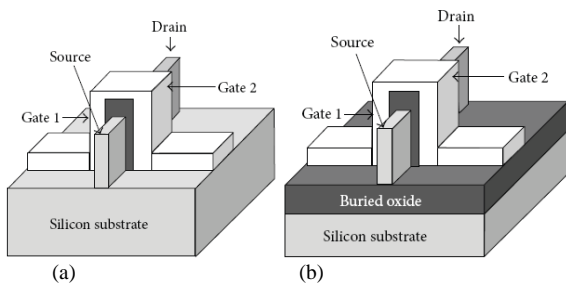 Drain
Source
Gate 2
Gate 1
Silicon substrate
(a)
Drain
Source
Gate 2
Gate 1
Buried oxide
Silicon substrate
(b)